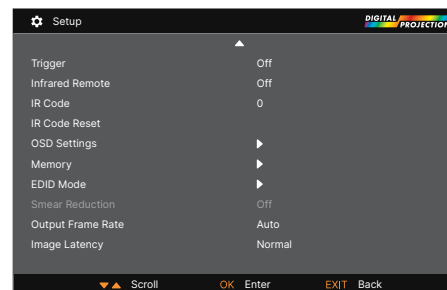 Setup
DIGITAL PROJECTION
Trigger Off
Infrared Remote Off
IR Code 0
IR Code Reset
OSD Settings
Memory
EDID Mode
Smear Reduction Off
Output Frame Rate Auto
Image Latency Normal
Scroll OK Enter EXIT Back